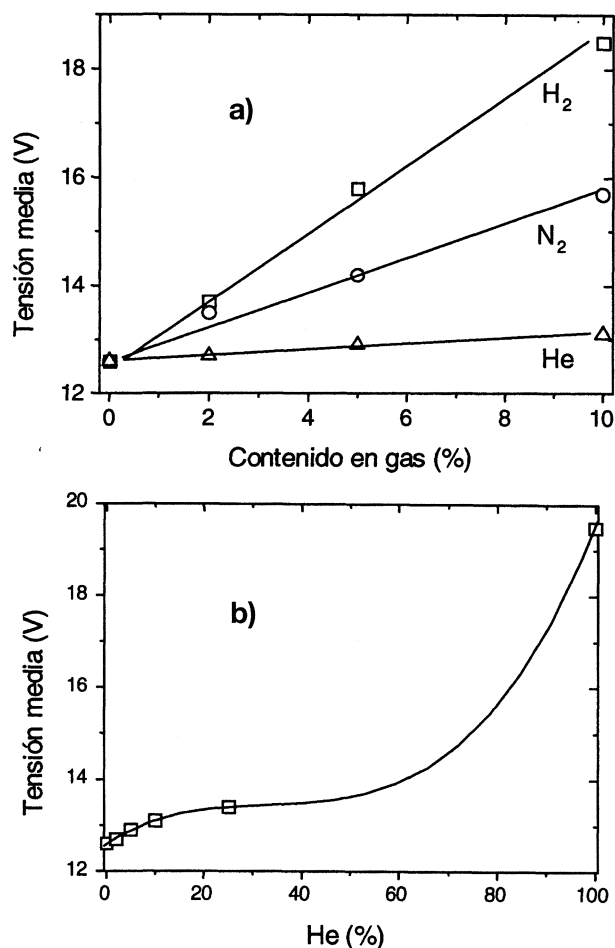 18
16
14
12
Tensión media (V)
a)
H₂
N₂
He
0
2
4
6
8
10
Contenido en gas (%)
20
18
16
14
12
Tensión media (V)
b)
0
20
40
60
80
100
He (%)